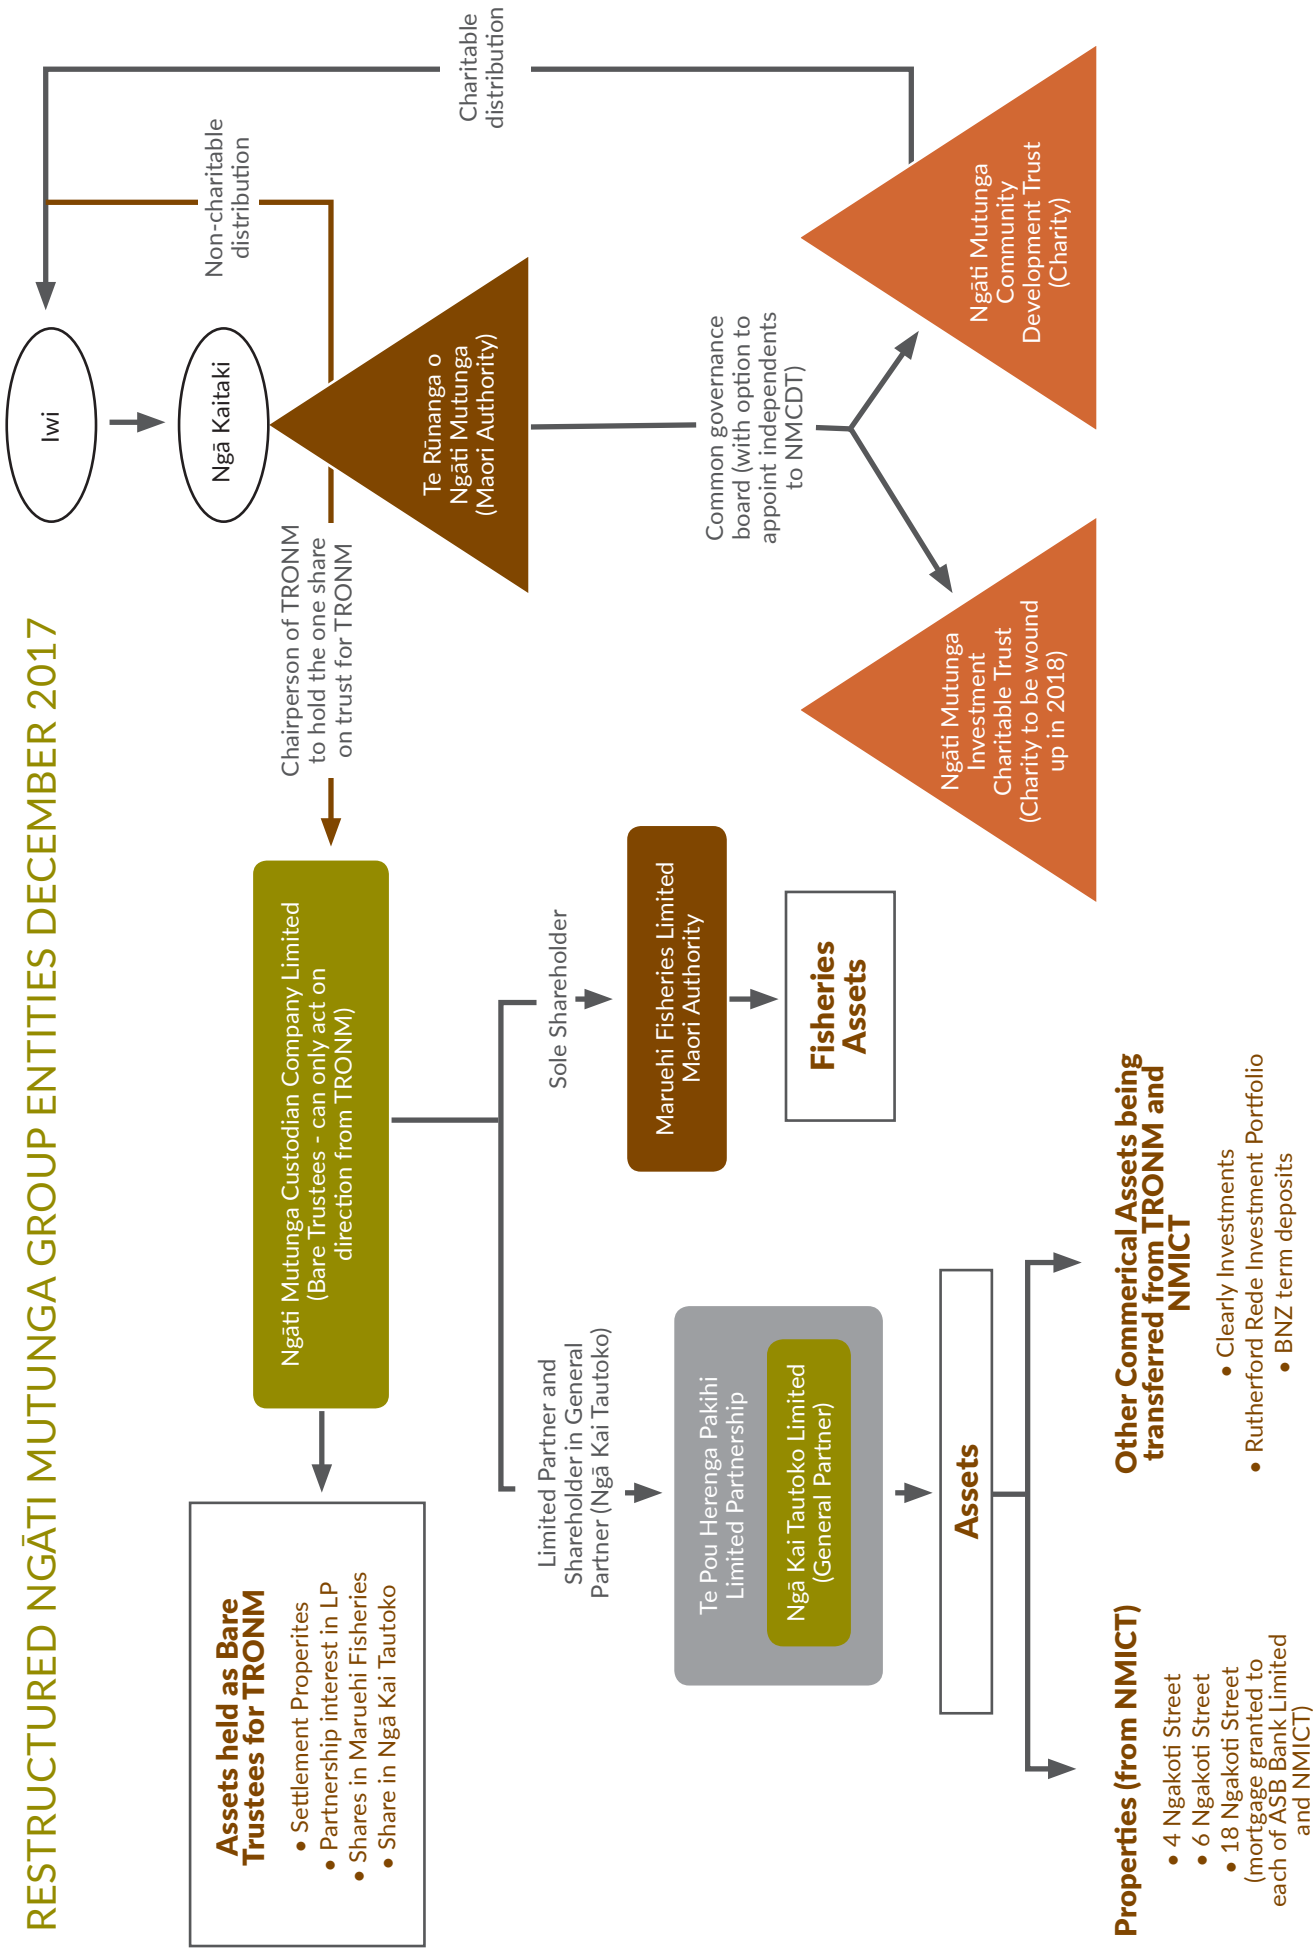 RESTRUCTURED NGĀTI MUTUNGA GROUP ENTITIES DECEMBER 2017
Iwi
Ngā Kaitaki
Non-charitable
distribution
Charitable
distribution
Te Rūnanga o
Ngāti Mutunga
(Maori Authority)
Chairperson of TRONM
to hold the one share
on trust for TRONM
Ngāti Mutunga Custodian Company Limited
(Bare Trustees - can only act on
direction from TRONM)
Assets held as Bare
Trustees for TRONM
• Settlement Properites
• Partnership interest in LP
• Shares in Maruehi Fisheries
• Share in Ngā Kai Tautoko
Limited Partner and
Shareholder in General
Partner (Ngā Kai Tautoko)
Sole Shareholder
Te Pou Herenga Pakihi
Limited Partnership
Ngā Kai Tautoko Limited
(General Partner)
Maruehi Fisheries Limited
Maori Authority
Fisheries
Assets
Common governance
board (with option to
appoint independents
to NMCDT)
Ngāti Mutunga
Investment
Charitable Trust
(Charity to be wound
up in 2018)
Ngāti Mutunga
Community
Development Trust
(Charity)
Assets
Properties (from NMICT)
• 4 Ngakoti Street
• 6 Ngakoti Street
• 18 Ngakoti Street
(mortgage granted to
each of ASB Bank Limited
and NMICT)
Other Commerical Assets being
transferred from TRONM and
NMICT
• Clearly Investments
• Rutherford Rede Investment Portfolio
• BNZ term deposits